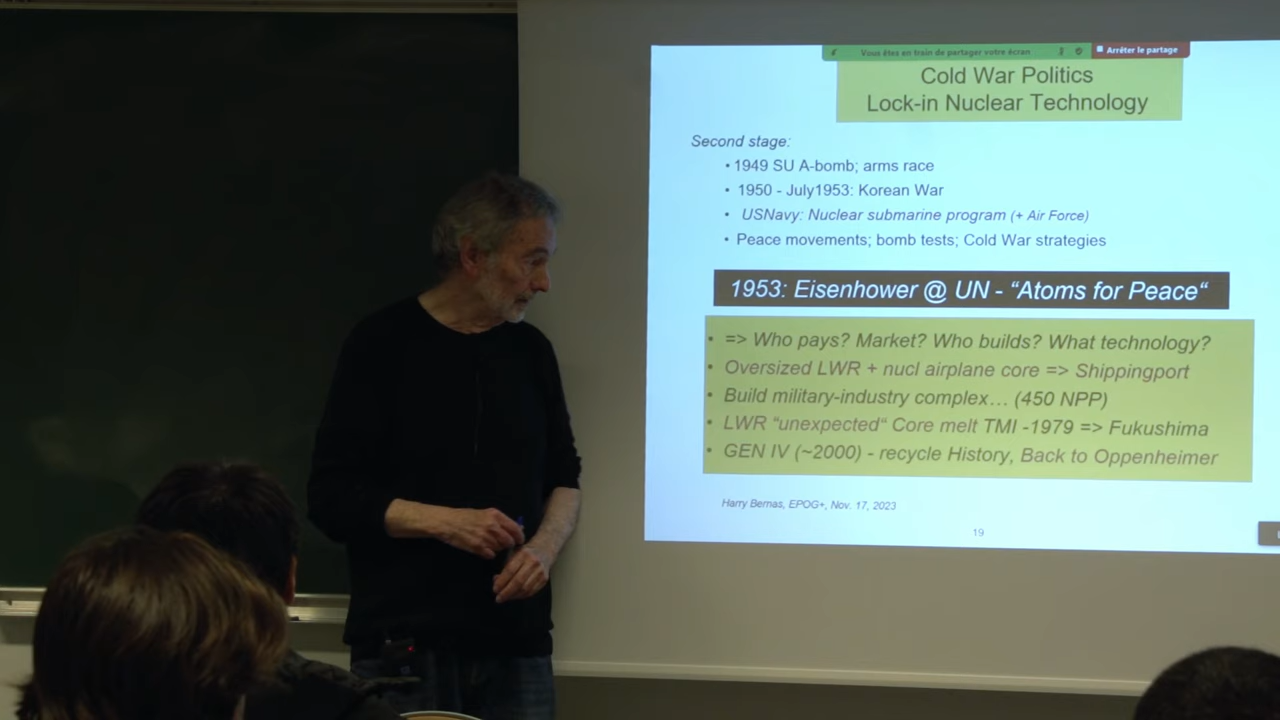 Vous êtes en train de partager votre écran
Arrêter le partage
Cold War Politics
Lock-in Nuclear Technology
Second stage:
• 1949 SU A-bomb; arms race
• 1950 - July1953: Korean War
• USNavy: Nuclear submarine program (+ Air Force)
• Peace movements; bomb tests; Cold War strategies
1953: Eisenhower @ UN - “Atoms for Peace“
• => Who pays? Market? Who builds? What technology?
• Oversized LWR + nucl airplane core => Shippingport
• Build military-industry complex… (450 NPP)
• LWR “unexpected“ Core melt TMI -1979 => Fukushima
• GEN IV (~2000) - recycle History, Back to Oppenheimer
Harry Bernas, EPOG+, Nov. 17, 2023
19